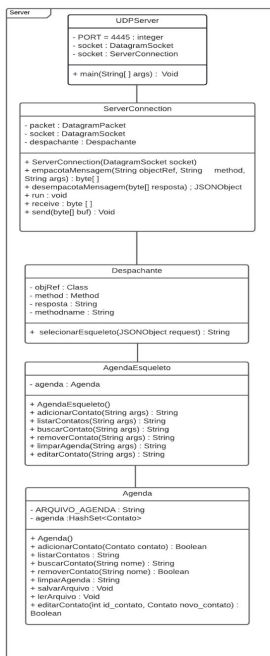 Server
UDPServer
- PORT = 4445 : integer
- socket : DatagramSocket
- socket : ServerConnection
+ main(String[ ] args) : Void
ServerConnection
- packet : DatagramPacket
- socket : DatagramSocket
- despachante : Despachante
+ ServerConnection(DatagramSocket socket)
+ empacotaMensagem(String objectRef, String method,
String args) : byte[ ]
+ desempacotaMensagem(byte[] resposta) ; JSONObject
+ run : void
+ receive : byte [ ]
+ send(byte[] buf) : Void
Despachante
- objRef : Class
- method : Method
- resposta : String
- methodname : String
+ selecionarEsqueleto(JSONObject request) : String
AgendaEsqueleto
- agenda : Agenda
+ AgendaEsqueleto()
+ adicionarContato(String args) : String
+ listarContatos(String args) : String
+ buscarContato(String args) : String
+ removerContato(String args) : String
+ limparAgenda(String args) : String
+ editarContato(String args) : String
Agenda
- ARQUIVO_AGENDA : String
- agenda :HashSet<Contato>
+ Agenda()
+ adicionarContato(Contato contato) : Boolean
+ listarContatos : String
+ buscarContato(String nome) : String
+ removerContato(String nome) : Boolean
+ limparAgenda : String
+ salvarArquivo : Void
+ lerArquivo : Void
+ editarContato(int id_contato, Contato novo_contato) :
Boolean